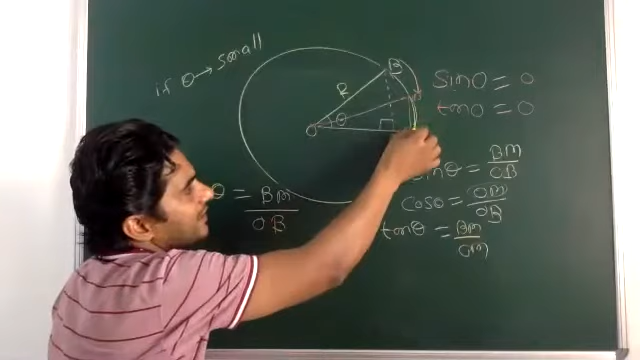 if θ → small
B
R
O
θ
sinθ = θ
tanθ = θ
sinθ = BM/OB
cosθ = OM/OB
tanθ = BM/OM
θ = BM/OB